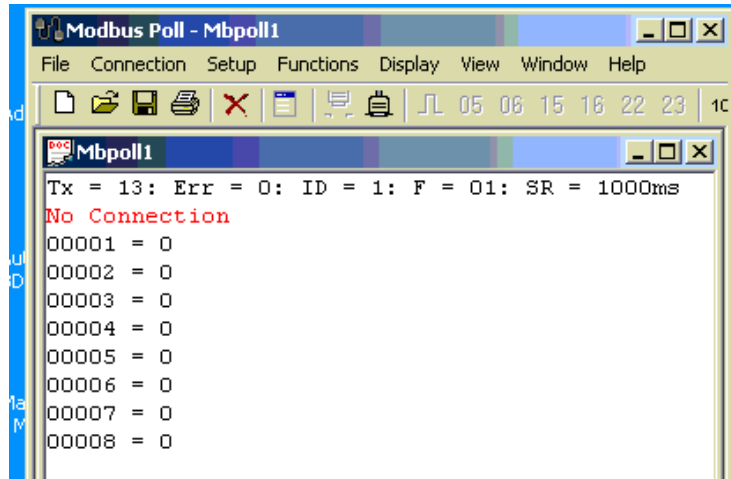 Modbus Poll - Mbpoll1
File Connection Setup Functions Display View Window Help
05 06 15 16 22 23
Mbpoll1
Tx = 13: Err = 0: ID = 1: F = 01: SR = 1000ms
No Connection
00001 = 0
00002 = 0
00003 = 0
00004 = 0
00005 = 0
00006 = 0
00007 = 0
00008 = 0